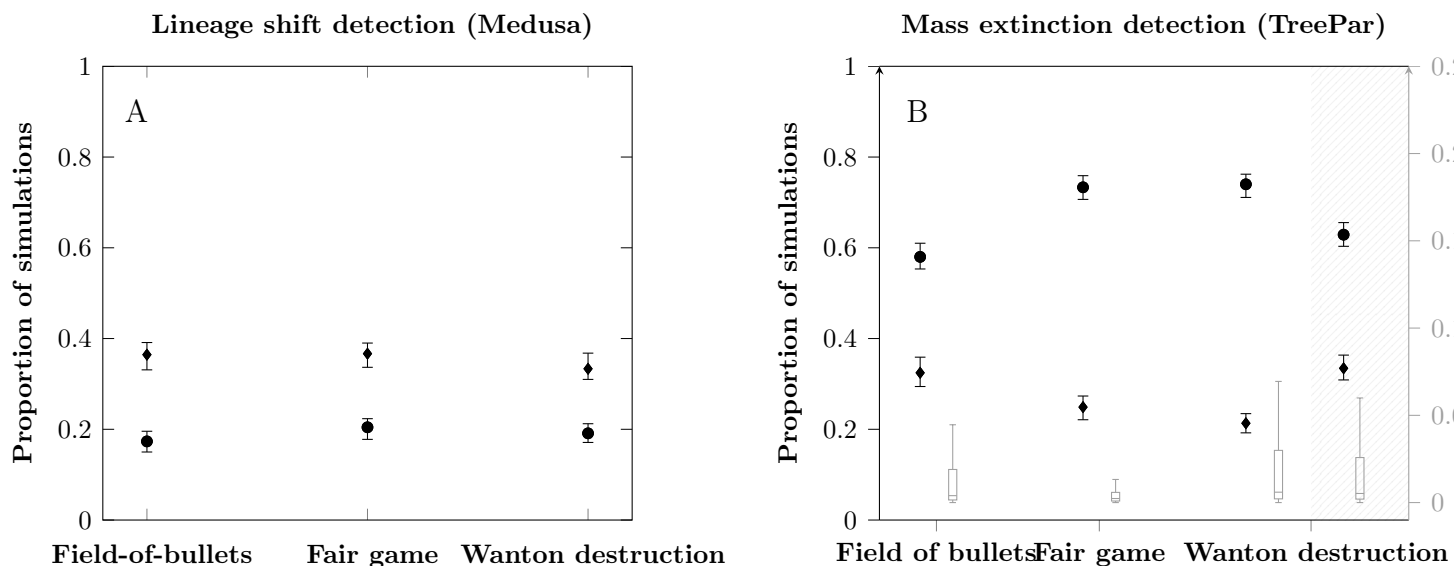 Lineage shift detection (Medusa)
Proportion of simulations
1
0.8
0.6
0.4
0.2
0
A
Field-of-bullets
Fair game
Wanton destruction
Mass extinction detection (TreePar)
Proportion of simulations
1
0.8
0.6
0.4
0.2
0
B
0
Field of bullets
Fair game
Wanton destruction